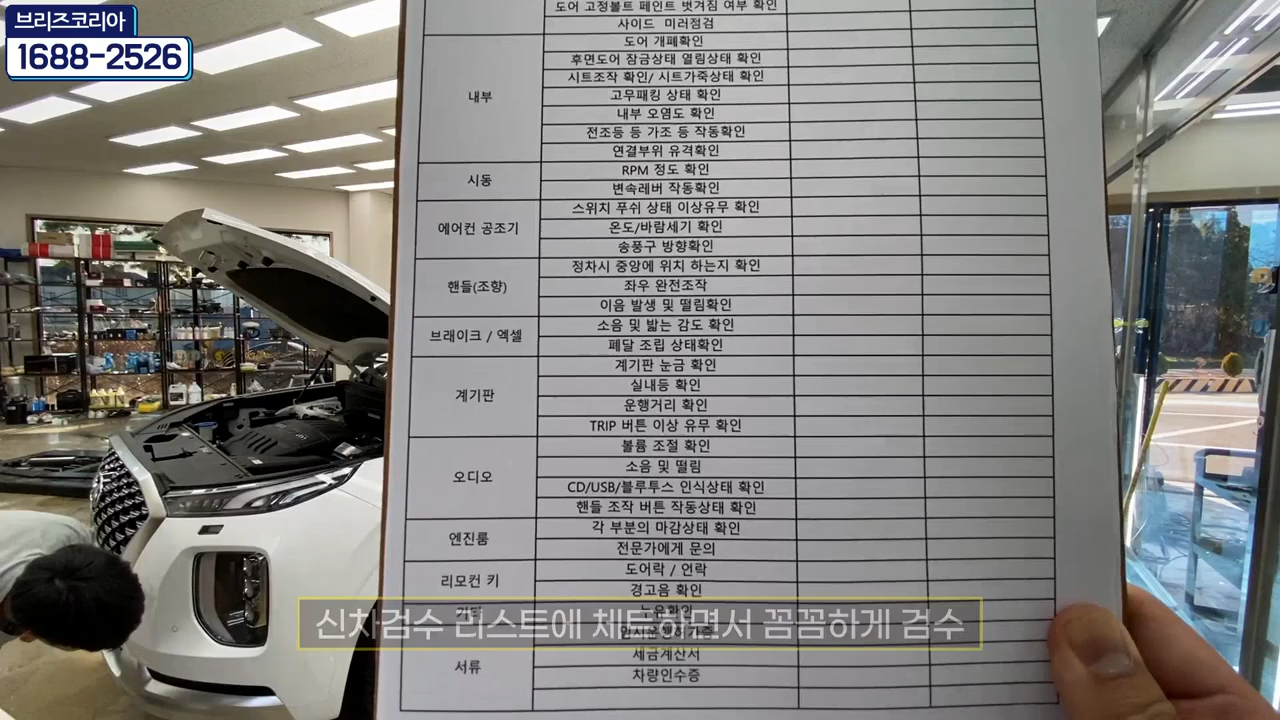 브리즈코리아
1688-2526
도어 고정볼트 페인트 벗겨짐 여부 확인
사이드 미러점검
내부
도어 개폐확인
후면도어 잠금상태 열림상태 확인
시트조작 확인/ 시트가죽상태 확인
고무패킹 상태 확인
내부 오염도 확인
전조등 등 가조 등 작동확인
연결부위 유격확인
시동
RPM 정도 확인
변속레버 작동확인
에어컨 공조기
스위치 푸쉬 상태 이상유무 확인
온도/바람세기 확인
송풍구 방향확인
핸들(조향)
정차시 중앙에 위치 하는지 확인
좌우 완전조작
이음 발생 및 떨림확인
브래이크 / 엑셀
소음 및 밟는 감도 확인
페달 조립 상태확인
계기판
계기판 눈금 확인
실내등 확인
운행거리 확인
TRIP 버튼 이상 유무 확인
오디오
볼륨 조절 확인
소음 및 떨림
CD/USB/블루투스 인식상태 확인
핸들 조작 버튼 작동상태 확인
엔진룸
각 부분의 마감상태 확인
전문가에게 문의
리모컨 키
도어락 / 언락
경고음 확인
기타
누유확인
신차검수 리스트에 체트하면서 꼼꼼하게 검수
서류
임시운행허가증
세금계산서
차량인수증